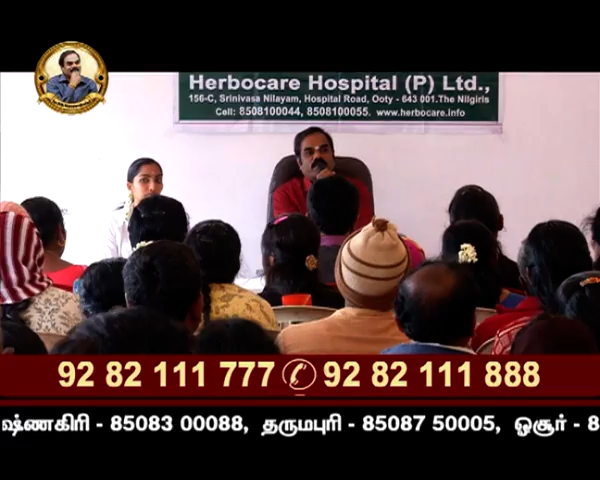 Herbocare Hospital (P) Ltd.,
156-C, Srinivasa Nilayam, Hospital Road, Ooty - 643 001.The Nilgiris
Cell: 8508100044, 8508100055. www.herbocare.info
92 82 111 777 92 82 111 888
ஷ்ணகிரி - 85083 00088, தருமபுரி - 85087 50005, ஓசூர் - 8